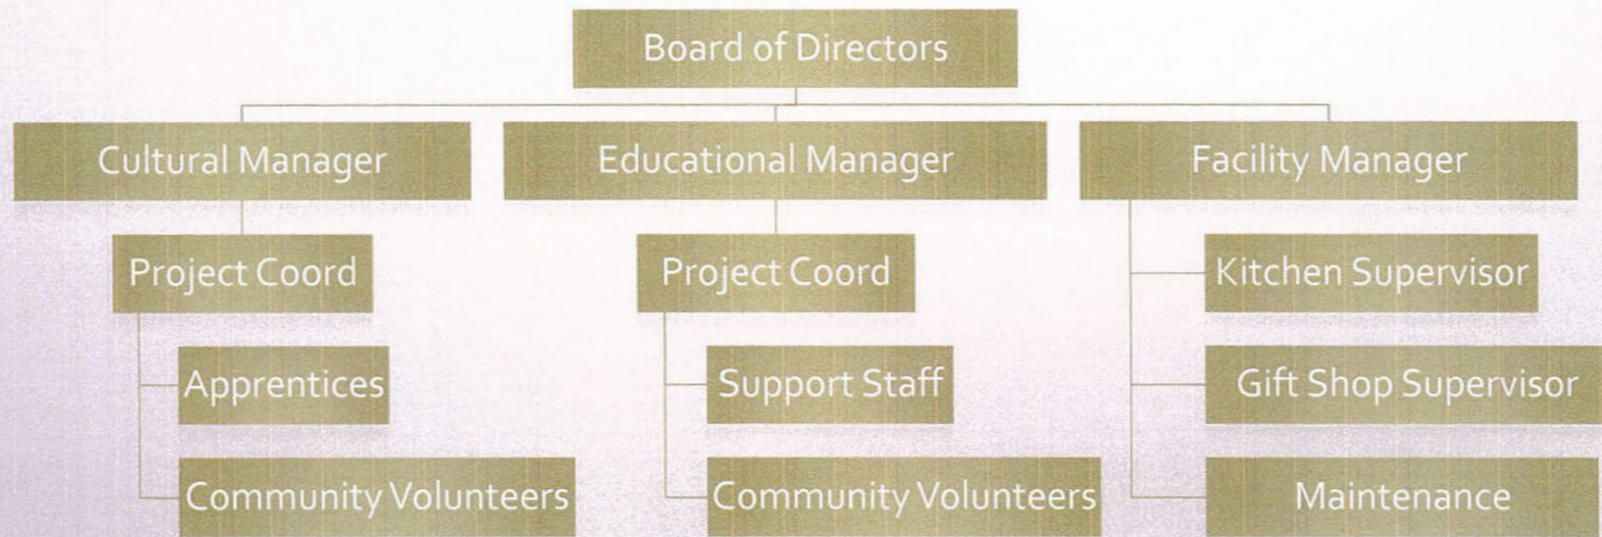 Board of Directors
Cultural Manager
Educational Manager
Facility Manager
Project Coord
Project Coord
Kitchen Supervisor
Apprentices
Support Staff
Gift Shop Supervisor
Community Volunteers
Community Volunteers
Maintenance